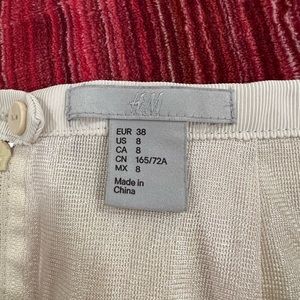 H&M
EUR 38
US 8
CA 8
CN 165/72A
MX 8
Made in
China